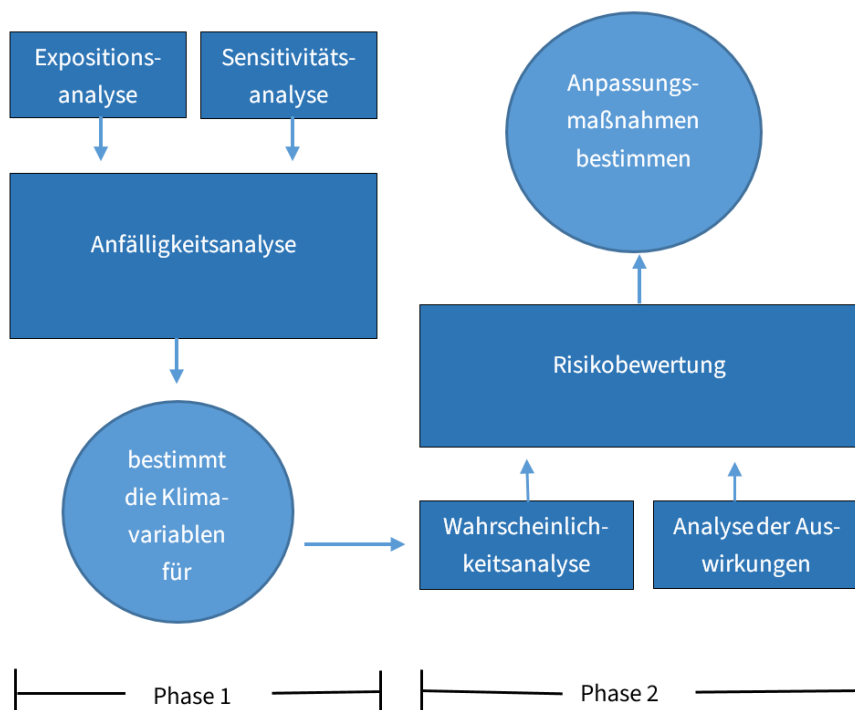 Expositions-
analyse
Sensitivitäts-
analyse
Anfälligkeitsanalyse
bestimmt
die Klima-
variablen
für
Anpassungs-
maßnahmen
bestimmen
Risikobewertung
Wahrscheinlich-
keitsanalyse
Analyse der Aus-
wirkungen
Phase 1
Phase 2